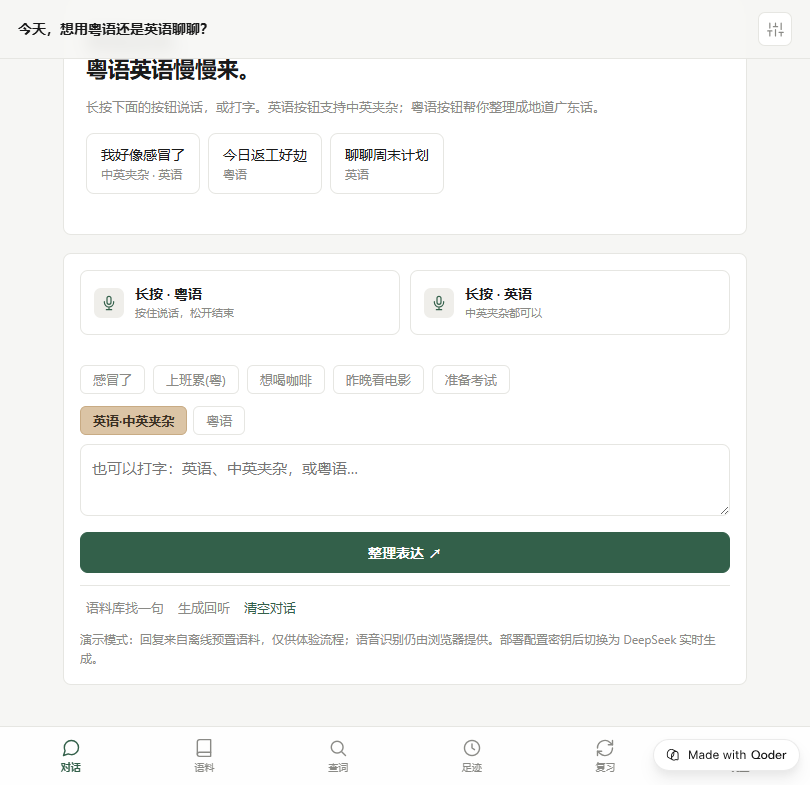 今天，想用粤语还是英语聊聊？
粤语英语慢慢来。
长按下面的按钮说话，或打字。英语按钮支持中英夹杂；粤语按钮帮你整理成地道广东话。
我好像感冒了
中英夹杂 · 英语
今日返工好攰
粤语
聊聊周末计划
英语
长按 · 粤语
按住说话，松开结束
长按 · 英语
中英夹杂都可以
感冒了
上班累(粤)
想喝咖啡
昨晚看电影
准备考试
英语·中英夹杂
粤语
也可以打字：英语、中英夹杂，或粤语…
整理表达 ↗
语料库找一句
生成回听
清空对话
演示模式：回复来自离线预置语料，仅供体验流程；语音识别仍由浏览器提供。部署配置密钥后切换为 DeepSeek 实时生
成。
对话
语料
查词
足迹
复习
Made with Qoder